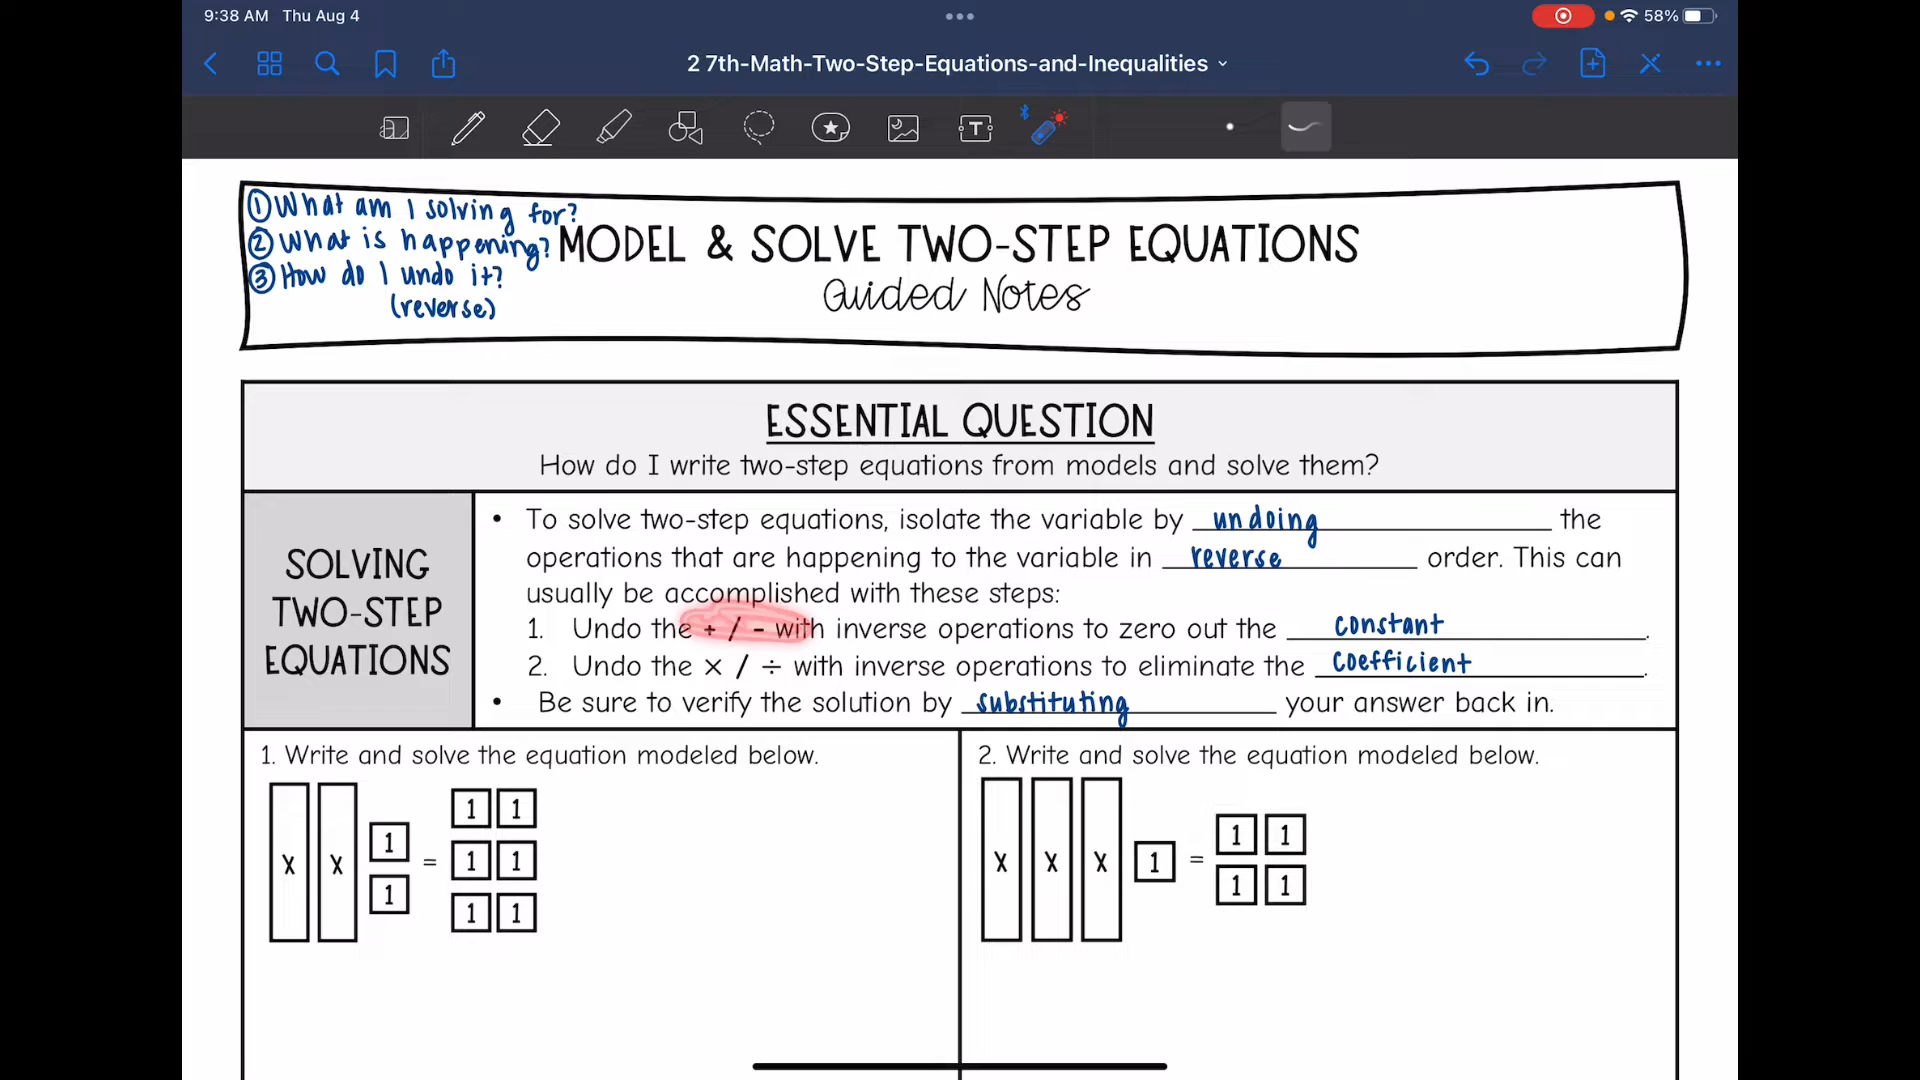 9:38 AM Thu Aug 4
58%
2 7th-Math-Two-Step-Equations-and-Inequalities
T
① What am I solving for?
② What is happening?
③ How do I undo it?
(reverse)
MODEL & SOLVE TWO-STEP EQUATIONS
Guided Notes
ESSENTIAL QUESTION
How do I write two-step equations from models and solve them?
SOLVING
TWO-STEP
EQUATIONS
• To solve two-step equations, isolate the variable by undoing the
operations that are happening to the variable in reverse order. This can
usually be accomplished with these steps:
1. Undo the + / - with inverse operations to zero out the constant.
2. Undo the × / ÷ with inverse operations to eliminate the coefficient.
• Be sure to verify the solution by substituting your answer back in.
1. Write and solve the equation modeled below.
1 1
1
x x = 1 1
1
1 1
2. Write and solve the equation modeled below.
1 1
x x x 1 =
1 1